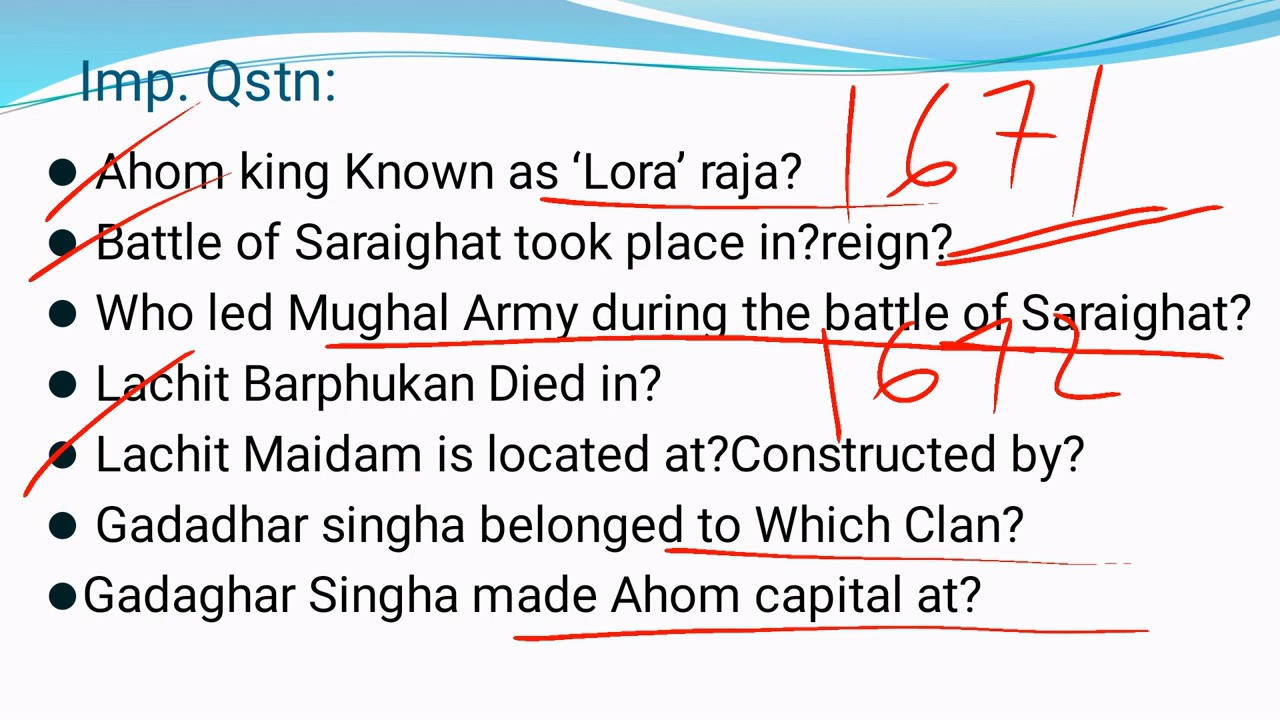 Imp. Qstn:
Ahom king Known as ‘Lora’ raja?
1671
Battle of Saraighat took place in?reign?
Who led Mughal Army during the battle of Saraighat?
Lachit Barphukan Died in?
1672
Lachit Maidam is located at?Constructed by?
Gadadhar singha belonged to Which Clan?
Gadaghar Singha made Ahom capital at?